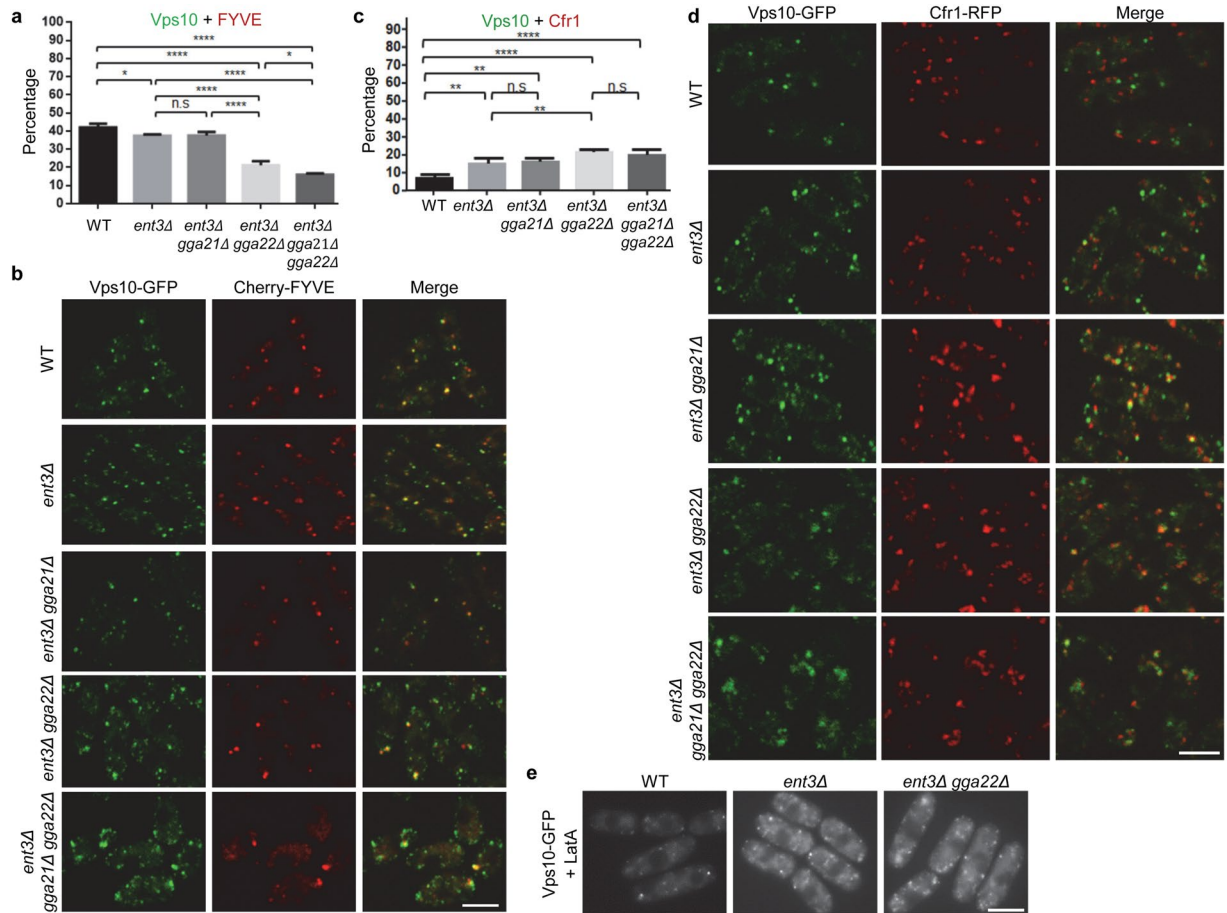 a
Vps10 + FYVE
Percentage
100
90
80
70
60
50
40
30
20
10
0
****
****
*
*
****
****
n.s
****
WT
ent3Δ
ent3Δ
gga21Δ
ent3Δ
gga22Δ
ent3Δ
gga21Δ
gga22Δ
c
Vps10 + Cfr1
Percentage
90
80
70
60
50
40
30
20
10
0
****
****
**
**
n.s
n.s
**
WT
ent3Δ
ent3Δ
gga21Δ
ent3Δ
gga22Δ
ent3Δ
gga21Δ
gga22Δ
b
Vps10-GFP
Cherry-FYVE
Merge
WT
ent3Δ
ent3Δ gga21Δ
ent3Δ gga22Δ
ent3Δ
gga21Δ gga22Δ
d
Vps10-GFP
Cfr1-RFP
Merge
WT
ent3Δ
ent3Δ gga21Δ
ent3Δ gga22Δ
ent3Δ
gga21Δ gga22Δ
e
WT
ent3Δ
ent3Δ gga22Δ
Vps10-GFP
+ LatA